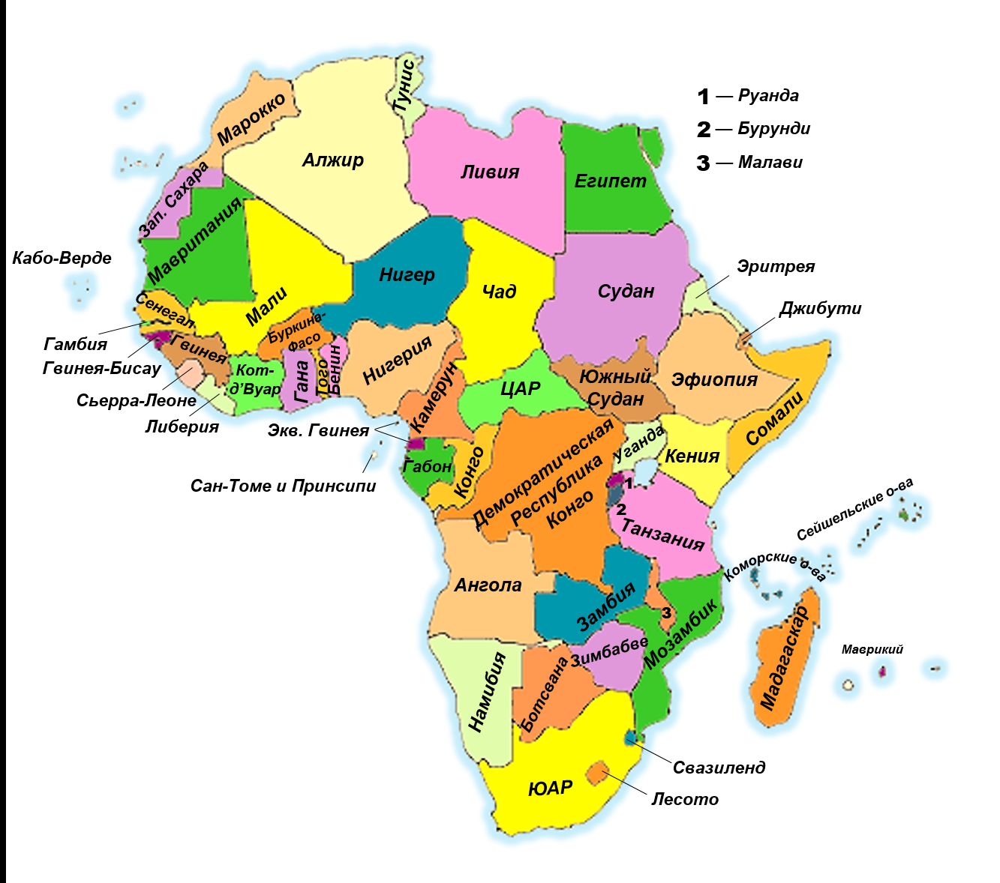 1 — Руанда
2 — Бурунди
3 — Малави
Тунис
Марокко
Алжир
Ливия
Египет
Зап. Сахара
Мавритания
Кабо-Верде
Мали
Нигер
Чад
Судан
Эритрея
Джибути
Сенегал
Гамбия
Гвинея-Бисау
Гвинея
Сьерра-Леоне
Либерия
Буркина-
Фасо
Кот-
д'Вуар
Гана
Того
Бенин
Нигерия
Камерун
ЦАР
Южный
Судан
Эфиопия
Сомали
Экв. Гвинея
Сан-Томе и Принсипи
Габон
Конго
Демократическая
Республика
Конго
Уганда
Кения
1
2
Танзания
Сейшельские о-ва
Коморские о-ва
Ангола
Замбия
3
Мозамбик
Зимбабве
Мадагаскар
Маврикий
Намибия
Ботсвана
Свазиленд
ЮАР
Лесото